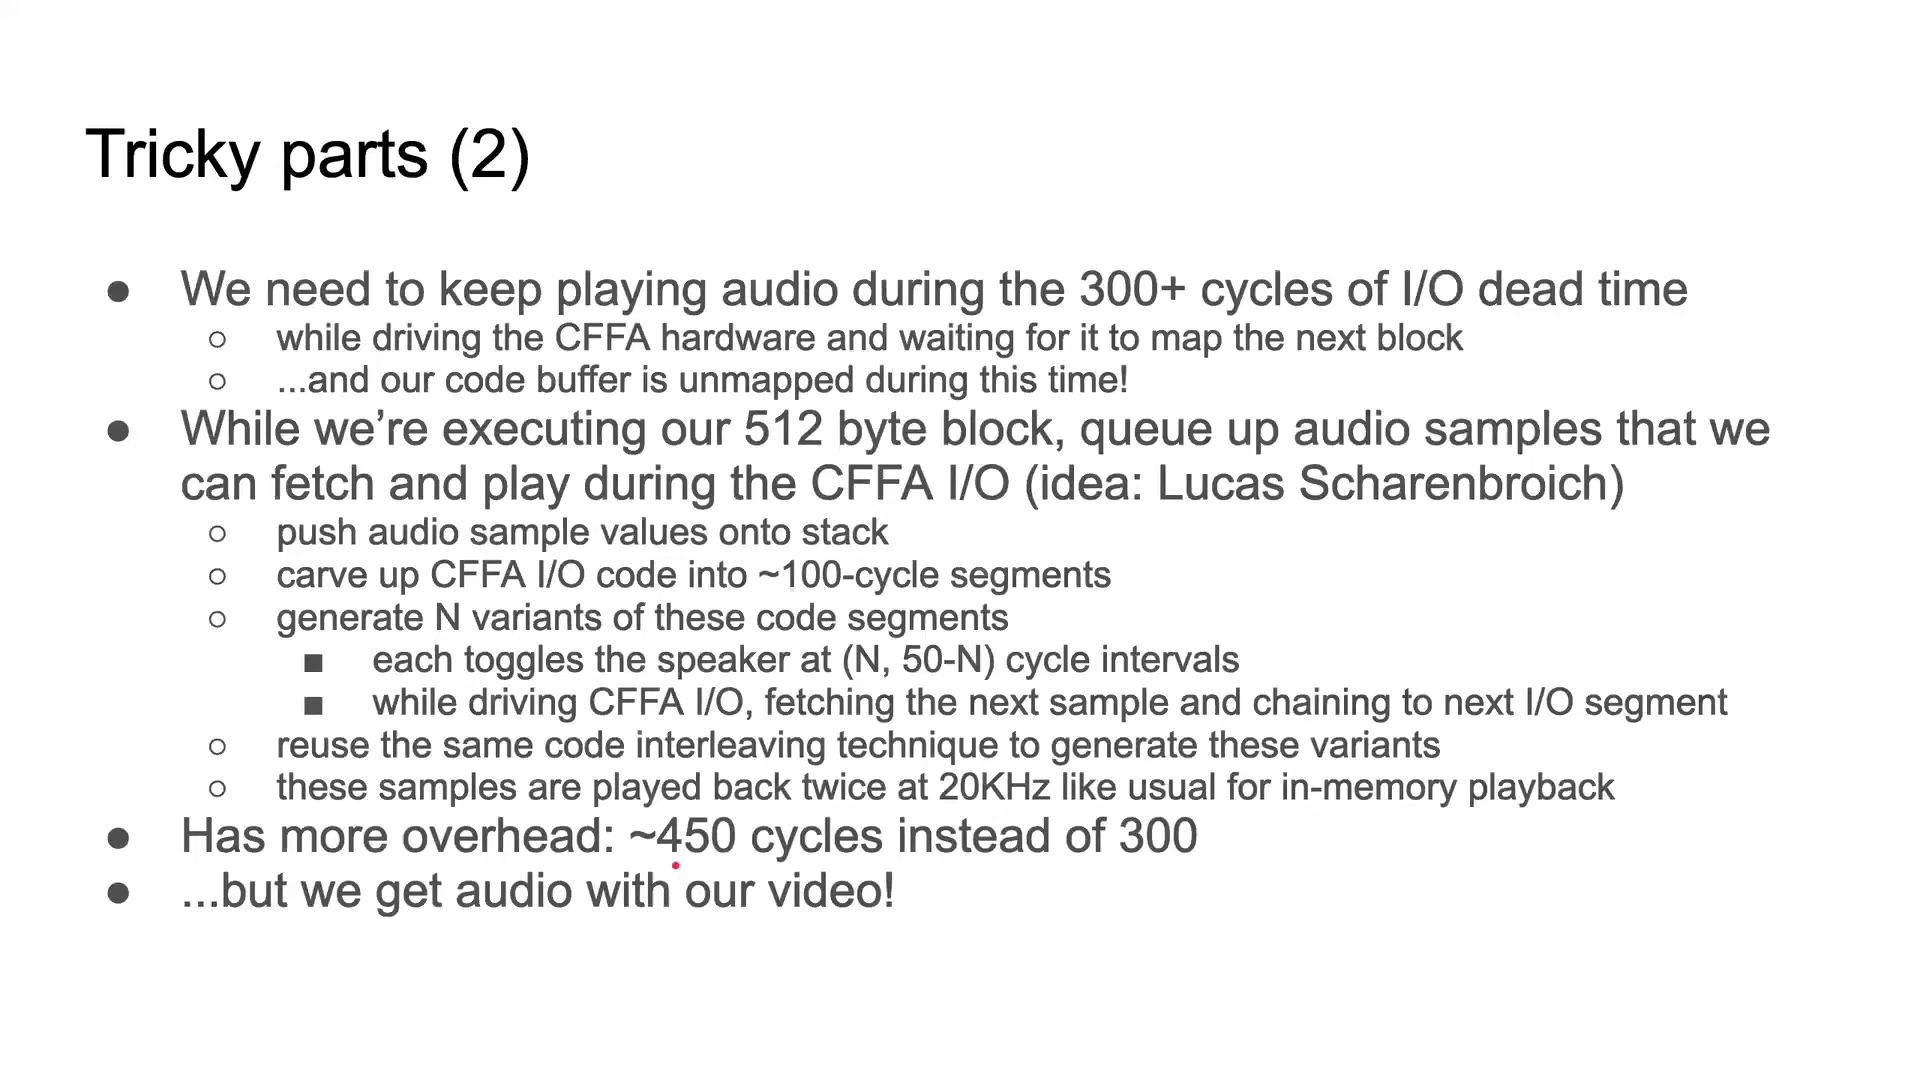 Tricky parts (2)
● We need to keep playing audio during the 300+ cycles of I/O dead time
○ while driving the CFFA hardware and waiting for it to map the next block
○ ...and our code buffer is unmapped during this time!
● While we’re executing our 512 byte block, queue up audio samples that we
can fetch and play during the CFFA I/O (idea: Lucas Scharenbroich)
○ push audio sample values onto stack
○ carve up CFFA I/O code into ~100-cycle segments
○ generate N variants of these code segments
■ each toggles the speaker at (N, 50-N) cycle intervals
■ while driving CFFA I/O, fetching the next sample and chaining to next I/O segment
○ reuse the same code interleaving technique to generate these variants
○ these samples are played back twice at 20KHz like usual for in-memory playback
● Has more overhead: ~450 cycles instead of 300
● ...but we get audio with our video!